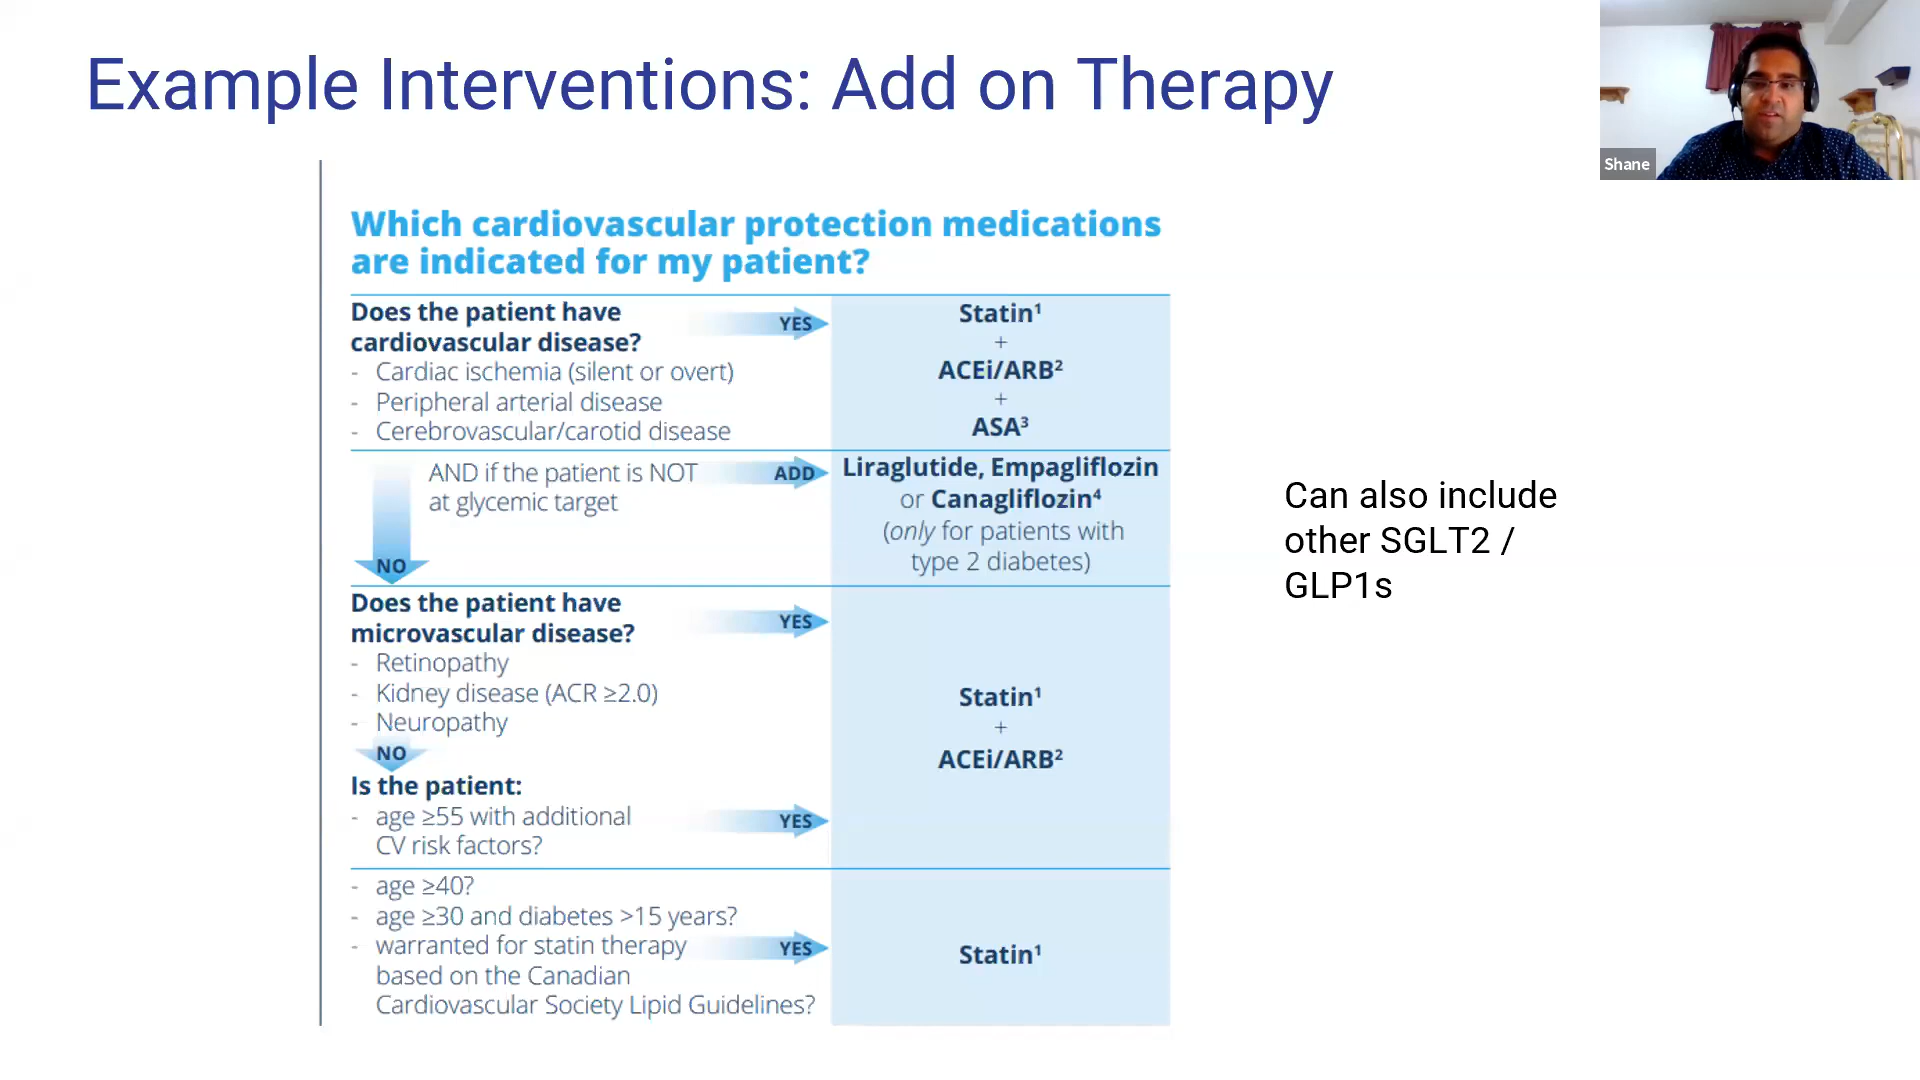 Example Interventions: Add on Therapy
Shane
Which cardiovascular protection medications
are indicated for my patient?
Does the patient have
cardiovascular disease?
- Cardiac ischemia (silent or overt)
- Peripheral arterial disease
- Cerebrovascular/carotid disease
YES
Statin¹
+
ACEi/ARB²
+
ASA³
AND if the patient is NOT
at glycemic target
ADD
Liraglutide, Empagliflozin
or Canagliflozin⁴
(only for patients with
type 2 diabetes)
NO
Can also include
other SGLT2 /
GLP1s
Does the patient have
microvascular disease?
- Retinopathy
- Kidney disease (ACR ≥2.0)
- Neuropathy
YES
NO
Statin¹
+
ACEi/ARB²
Is the patient:
- age ≥55 with additional
CV risk factors?
YES
- age ≥40?
- age ≥30 and diabetes >15 years?
- warranted for statin therapy
based on the Canadian
Cardiovascular Society Lipid Guidelines?
YES
Statin¹